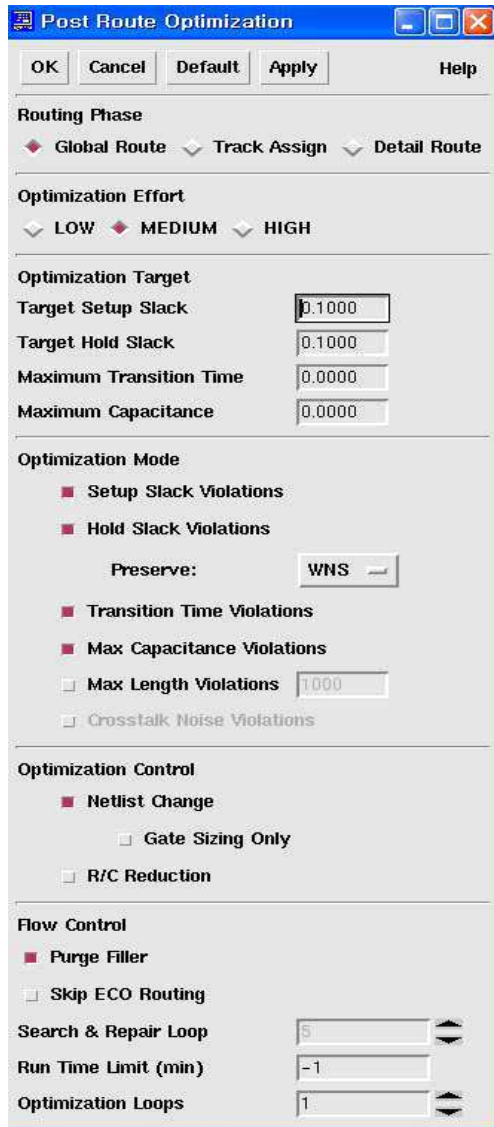 Post Route Optimization
OK Cancel Default Apply Help
Routing Phase
Global Route Track Assign Detail Route
Optimization Effort
LOW MEDIUM HIGH
Optimization Target
Target Setup Slack 0.1000
Target Hold Slack 0.1000
Maximum Transition Time 0.0000
Maximum Capacitance 0.0000
Optimization Mode
Setup Slack Violations
Hold Slack Violations
Preserve: WNS
Transition Time Violations
Max Capacitance Violations
Max Length Violations 1000
Crosstalk Noise Violations
Optimization Control
Netlist Change
Gate Sizing Only
R/C Reduction
Flow Control
Purge Filler
Skip ECO Routing
Search & Repair Loop 5
Run Time Limit (min) -1
Optimization Loops 1